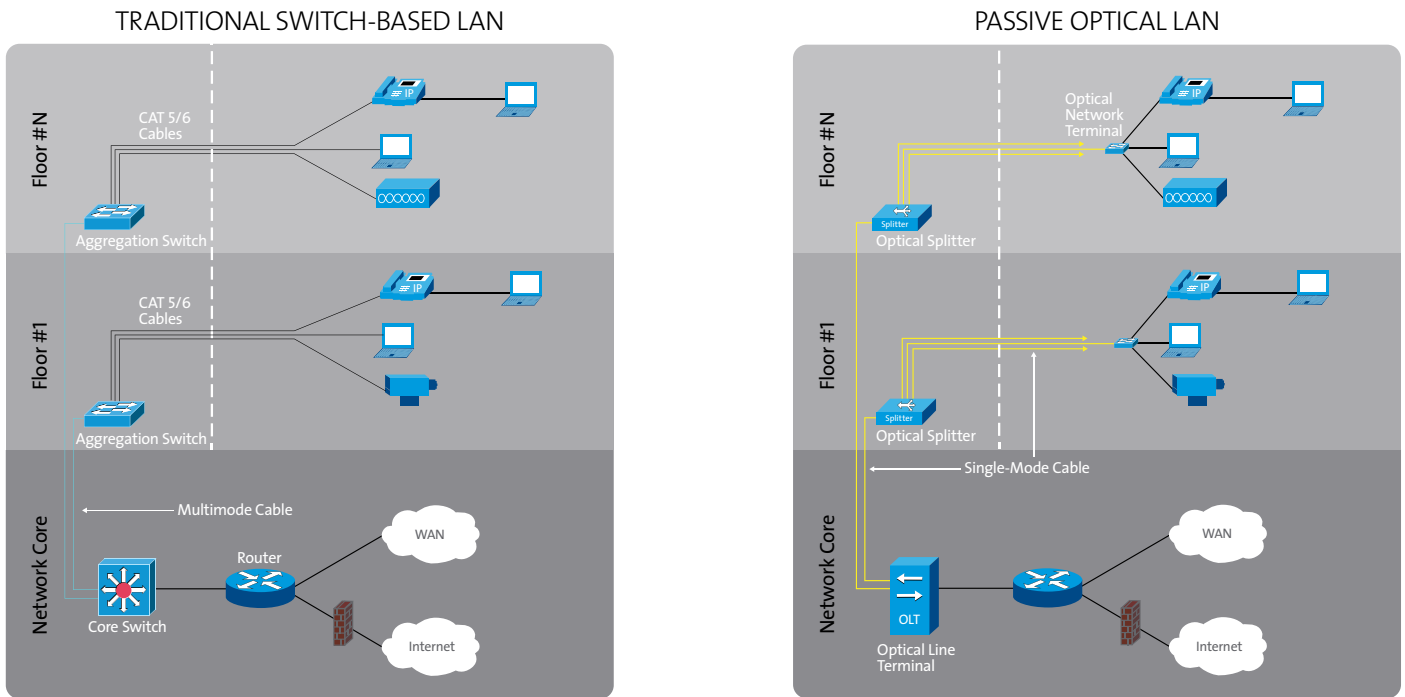 TRADITIONAL SWITCH-BASED LAN
Floor #N
CAT 5/6
Cables
IP
Aggregation Switch
Floor #1
CAT 5/6
Cables
IP
Aggregation Switch
Network Core
Multimode Cable
Router
WAN
Core Switch
Internet
PASSIVE OPTICAL LAN
Floor #N
Optical
Network
Terminal
IP
Splitter
Optical Splitter
Floor #1
IP
Splitter
Optical Splitter
Single-Mode Cable
Network Core
WAN
OLT
Optical Line
Terminal
Internet